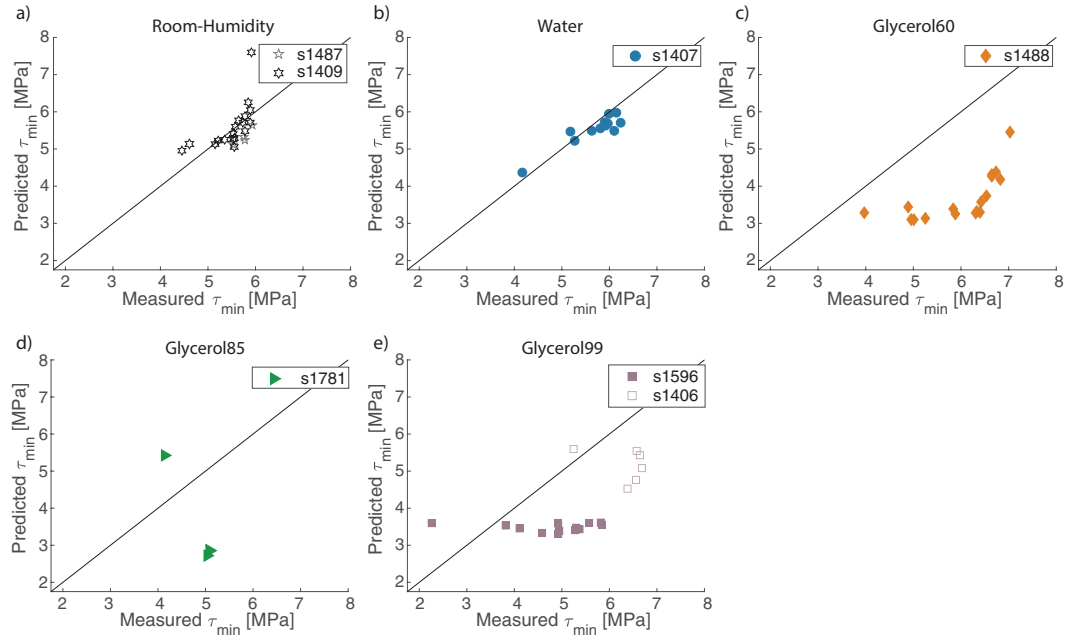 a)
Room-Humidity
s1487
s1409
Predicted τmin [MPa]
8
7
6
5
4
3
2
2 3 4 5 6 7 8
Measured τmin [MPa]
b)
Water
s1407
Predicted τmin [MPa]
8
7
6
5
4
3
2
2 3 4 5 6 7 8
Measured τmin [MPa]
c)
Glycerol60
s1488
Predicted τmin [MPa]
8
7
6
5
4
3
2
2 3 4 5 6 7 8
Measured τmin [MPa]
d)
Glycerol85
s1781
Predicted τmin [MPa]
8
7
6
5
4
3
2
2 3 4 5 6 7 8
Measured τmin [MPa]
e)
Glycerol99
s1596
s1406
Predicted τmin [MPa]
8
7
6
5
4
3
2
2 3 4 5 6 7 8
Measured τmin [MPa]